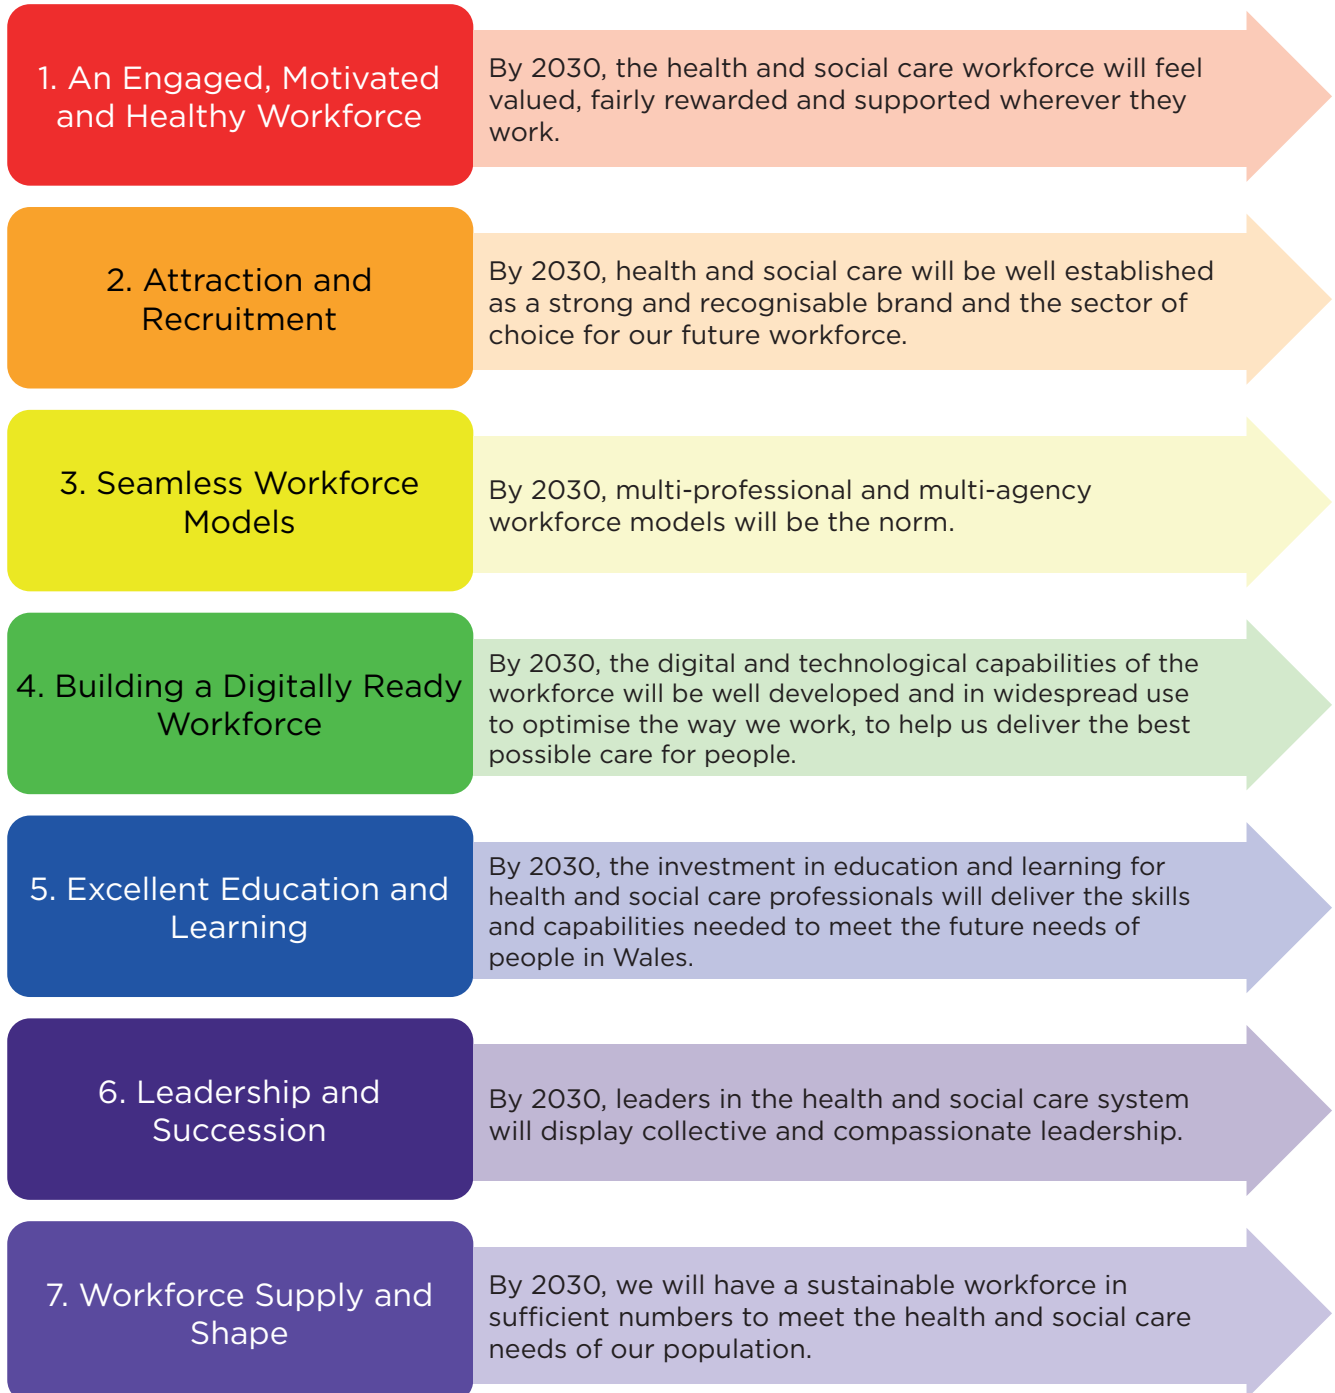 1. An Engaged, Motivated
and Healthy Workforce
By 2030, the health and social care workforce will feel
valued, fairly rewarded and supported wherever they
work.
2. Attraction and
Recruitment
By 2030, health and social care will be well established
as a strong and recognisable brand and the sector of
choice for our future workforce.
3. Seamless Workforce
Models
By 2030, multi-professional and multi-agency
workforce models will be the norm.
4. Building a Digitally Ready
Workforce
By 2030, the digital and technological capabilities of the
workforce will be well developed and in widespread use
to optimise the way we work, to help us deliver the best
possible care for people.
5. Excellent Education and
Learning
By 2030, the investment in education and learning for
health and social care professionals will deliver the skills
and capabilities needed to meet the future needs of
people in Wales.
6. Leadership and
Succession
By 2030, leaders in the health and social care system
will display collective and compassionate leadership.
7. Workforce Supply and
Shape
By 2030, we will have a sustainable workforce in
sufficient numbers to meet the health and social care
needs of our population.